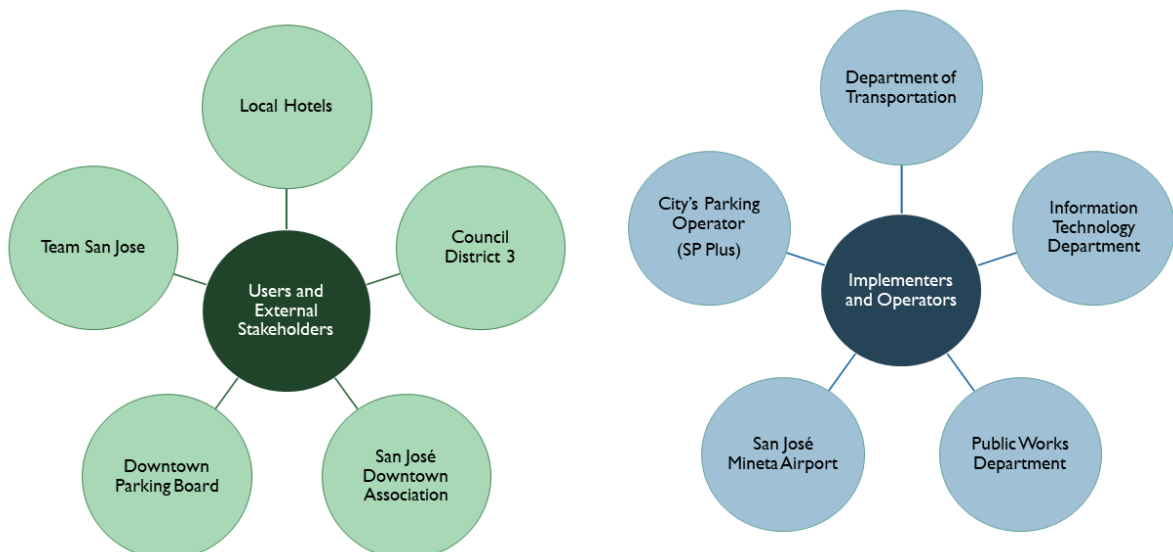 Local Hotels
Team San Jose
Council
District 3
Users and
External
Stakeholders
Downtown
Parking Board
San José
Downtown
Association
Department of
Transportation
City's Parking
Operator
(SP Plus)
Information
Technology
Department
Implementers
and Operators
San José
Mineta Airport
Public Works
Department